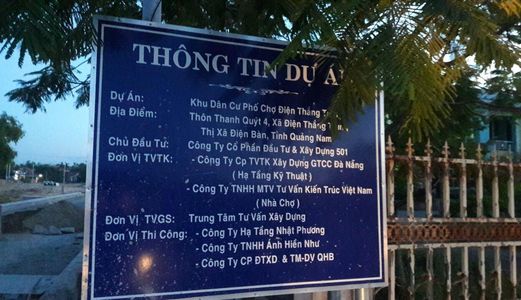 THÔNG TIN DỰ ÁN
Dự Án: Khu Dân Cư Phố Chợ Điện Thắng
Địa Điểm: Thôn Thanh Quýt 4, Xã Điện Thắng
Thị Xã Điện Bàn, Tỉnh Quảng Nam
Chủ Đầu Tư: Công Ty Cổ Phần Đầu Tư & Xây Dựng 501
Đơn Vị TVTK: - Công Ty Cp TVTK Xây Dựng GTCC Đà Nẵng
( Hạ Tầng Kỹ Thuật )
- Công Ty TNHH MTV Tư Vấn Kiến Trúc Việt Nam
( Nhà Chợ )
Đơn Vị TVGS: Trung Tâm Tư Vấn Xây Dựng
Đơn Vị Thi Công: - Công Ty Hạ Tầng Nhật Phương
- Công Ty TNHH Ánh Hiền Như
- Công Ty CP ĐTXD & TM-DV QHB